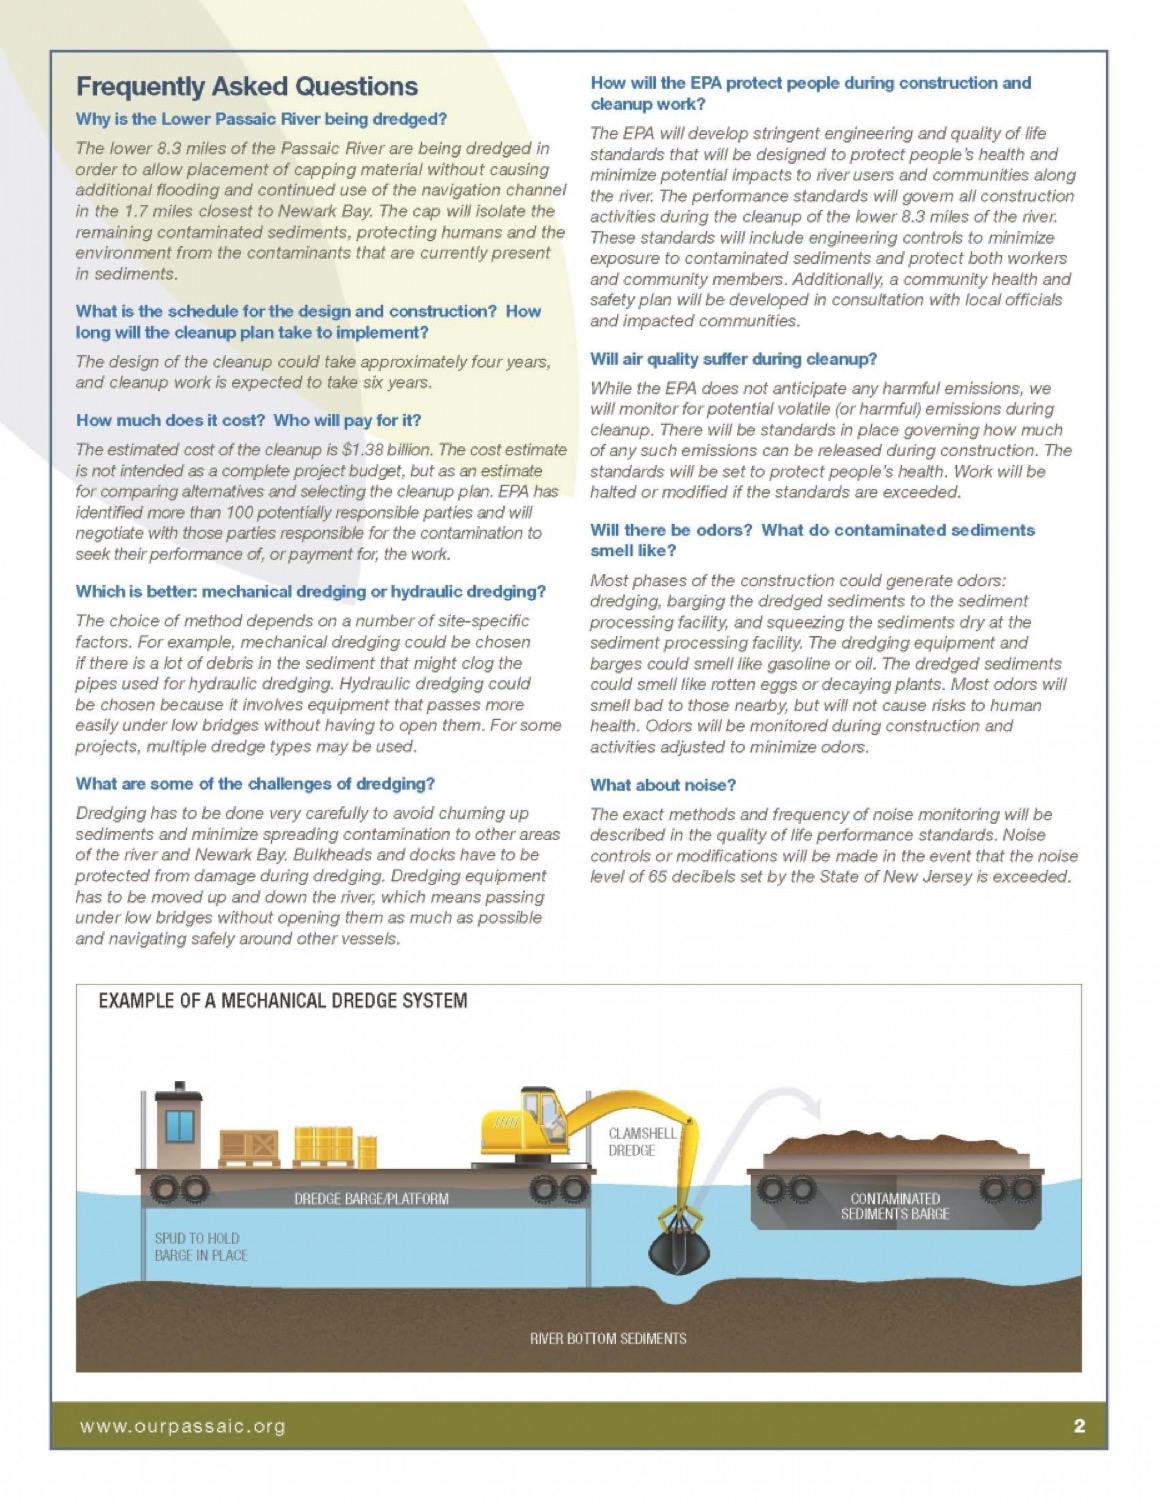 Frequently Asked Questions
Why is the Lower Passaic River being dredged?
The lower 8.3 miles of the Passaic River are being dredged in
order to allow placement of capping material without causing
additional flooding and continued use of the navigation channel
in the 1.7 miles closest to Newark Bay. The cap will isolate the
remaining contaminated sediments, protecting humans and the
environment from the contaminants that are currently present
in sediments.
What is the schedule for the design and construction? How
long will the cleanup plan take to implement?
The design of the cleanup could take approximately four years,
and cleanup work is expected to take six years.
How much does it cost? Who will pay for it?
The estimated cost of the cleanup is $1.38 billion. The cost estimate
is not intended as a complete project budget, but as an estimate
for comparing alternatives and selecting the cleanup plan. EPA has
identified more than 100 potentially responsible parties and will
negotiate with those parties responsible for the contamination to
seek their performance of, or payment for, the work.
Which is better: mechanical dredging or hydraulic dredging?
The choice of method depends on a number of site-specific
factors. For example, mechanical dredging could be chosen
if there is a lot of debris in the sediment that might clog the
pipes used for hydraulic dredging. Hydraulic dredging could
be chosen because it involves equipment that passes more
easily under low bridges without having to open them. For some
projects, multiple dredge types may be used.
What are some of the challenges of dredging?
Dredging has to be done very carefully to avoid churning up
sediments and minimize spreading contamination to other areas
of the river and Newark Bay. Bulkheads and docks have to be
protected from damage during dredging. Dredging equipment
has to be moved up and down the river, which means passing
under low bridges without opening them as much as possible
and navigating safely around other vessels.
How will the EPA protect people during construction and
cleanup work?
The EPA will develop stringent engineering and quality of life
standards that will be designed to protect people's health and
minimize potential impacts to river users and communities along
the river. The performance standards will govern all construction
activities during the cleanup of the lower 8.3 miles of the river.
These standards will include engineering controls to minimize
exposure to contaminated sediments and protect both workers
and community members. Additionally, a community health and
safety plan will be developed in consultation with local officials
and impacted communities.
Will air quality suffer during cleanup?
While the EPA does not anticipate any harmful emissions, we
will monitor for potential volatile (or harmful) emissions during
cleanup. There will be standards in place governing how much
of any such emissions can be released during construction. The
standards will be set to protect people's health. Work will be
halted or modified if the standards are exceeded.
Will there be odors? What do contaminated sediments
smell like?
Most phases of the construction could generate odors:
dredging, barging the dredged sediments to the sediment
processing facility, and squeezing the sediments dry at the
sediment processing facility. The dredging equipment and
barges could smell like gasoline or oil. The dredged sediments
could smell like rotten eggs or decaying plants. Most odors will
smell bad to those nearby, but will not cause risks to human
health. Odors will be monitored during construction and
activities adjusted to minimize odors.
What about noise?
The exact methods and frequency of noise monitoring will be
described in the quality of life performance standards. Noise
controls or modifications will be made in the event that the noise
level of 65 decibels set by the State of New Jersey is exceeded.
EXAMPLE OF A MECHANICAL DREDGE SYSTEM
CLAMSHELL
DREDGE
DREDGE BARGE/PLATFORM
CONTAMINATED
SEDIMENTS BARGE
SPUD TO HOLD
BARGE IN PLACE
RIVER BOTTOM SEDIMENTS
www.ourpassaic.org
2